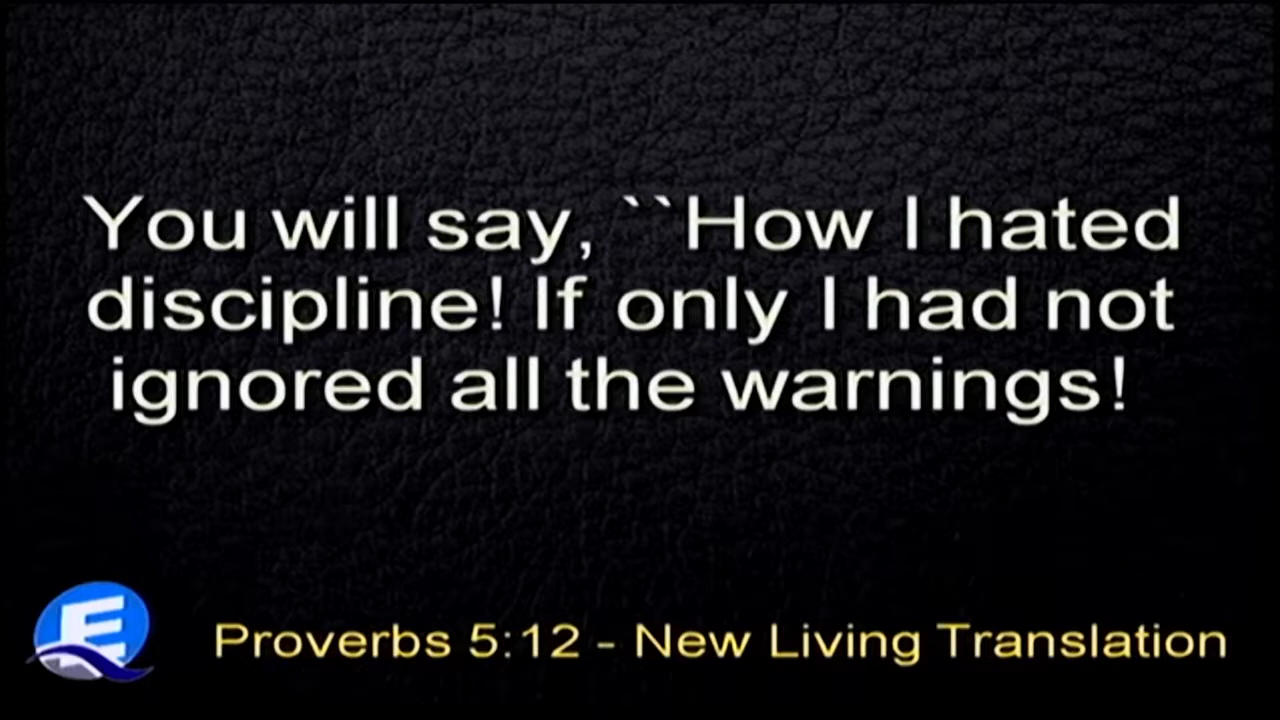 You will say, ``How I hated
discipline! If only I had not
ignored all the warnings!
E
Proverbs 5:12 - New Living Translation